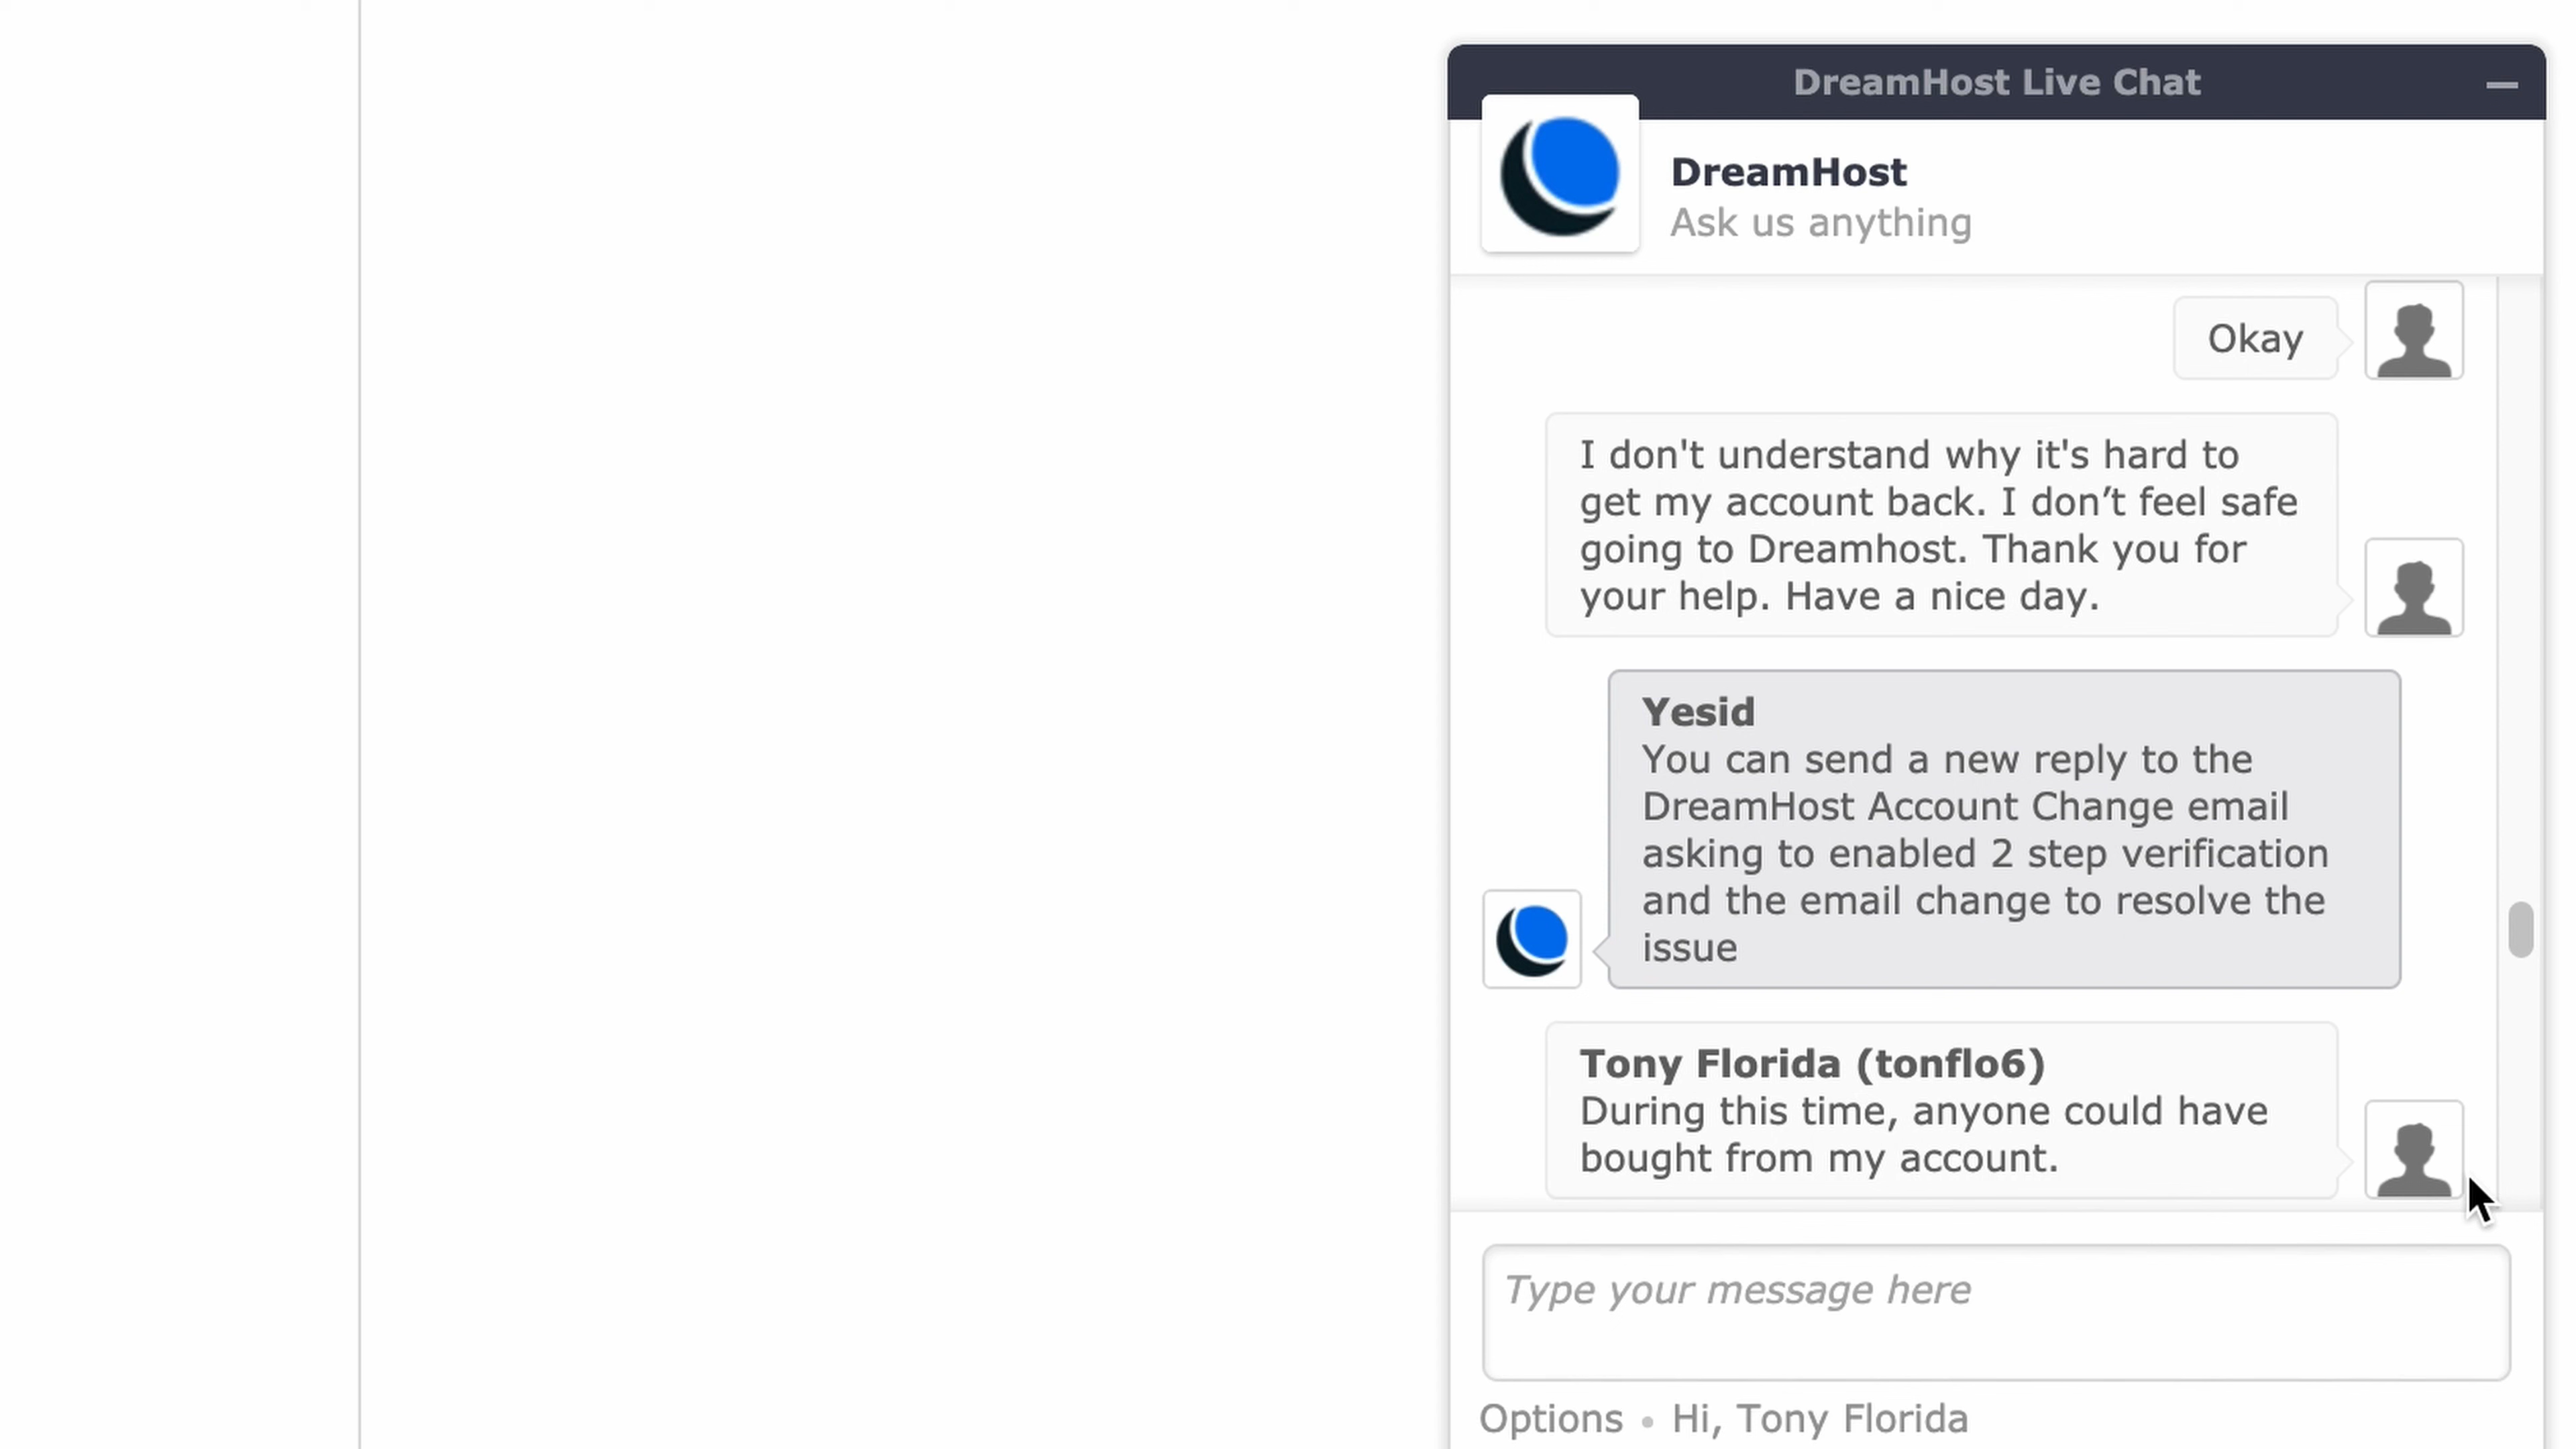 DreamHost Live Chat
DreamHost
Ask us anything
Okay
I don't understand why it's hard to
get my account back. I don’t feel safe
going to Dreamhost. Thank you for
your help. Have a nice day.
Yesid
You can send a new reply to the
DreamHost Account Change email
asking to enabled 2 step verification
and the email change to resolve the
issue
Tony Florida (tonflo6)
During this time, anyone could have
bought from my account.
Type your message here
Options • Hi, Tony Florida